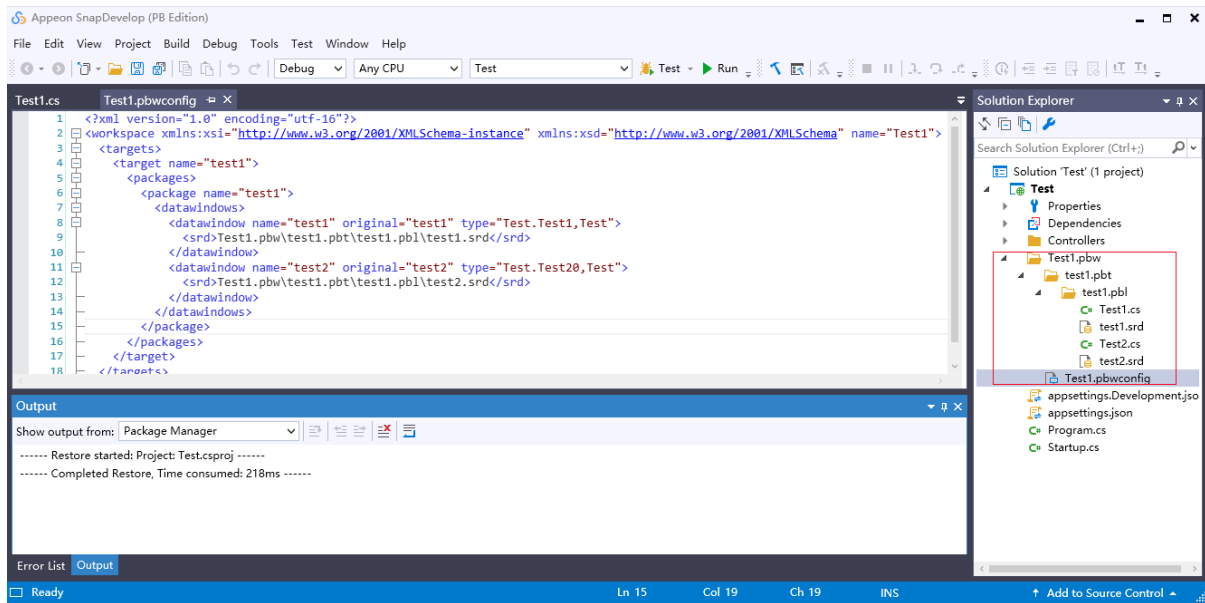 Appeon SnapDevelop (PB Edition)
File Edit View Project Build Debug Tools Test Window Help
Debug Any CPU Test Test Run
Test1.cs Test1.pbwconfig
1 <?xml version="1.0" encoding="utf-16"?>
2 <workspace xmlns:xsi="http://www.w3.org/2001/XMLSchema-instance" xmlns:xsd="http://www.w3.org/2001/XMLSchema" name="Test1">
3 <targets>
4 <target name="test1">
5 <packages>
6 <package name="test1">
7 <datawindows>
8 <datawindow name="test1" original="test1" type="Test.Test1,Test">
9 <srd>Test1.pbw\test1.pbt\test1.pbl\test1.srd</srd>
10 </datawindow>
11 <datawindow name="test2" original="test2" type="Test.Test20,Test">
12 <srd>Test1.pbw\test1.pbt\test1.pbl\test2.srd</srd>
13 </datawindow>
14 </datawindows>
15 </package>
16 </packages>
17 </target>
18 </targets>
Output
Show output from: Package Manager
------ Restore started: Project: Test.csproj ------
------ Completed Restore, Time consumed: 218ms ------
Error List Output
Solution Explorer
Search Solution Explorer (Ctrl+;)
Solution 'Test' (1 project)
Test
Properties
Dependencies
Controllers
Test1.pbw
test1.pbt
test1.pbl
Test1.cs
test1.srd
Test2.cs
test2.srd
Test1.pbwconfig
appsettings.Development.jso
appsettings.json
Program.cs
Startup.cs
Ready Ln 15 Col 19 Ch 19 INS Add to Source Control